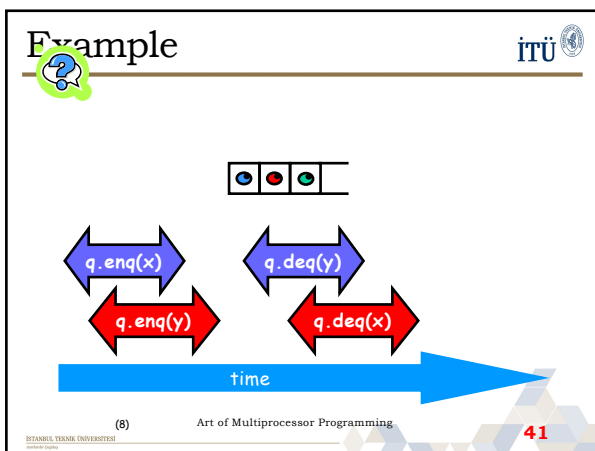 Example
İTÜ
?
q.enq(x)
q.deq(y)
q.enq(y)
q.deq(x)
time
(8)
Art of Multiprocessor Programming
41
İSTANBUL TEKNİK ÜNİVERSİTESİ